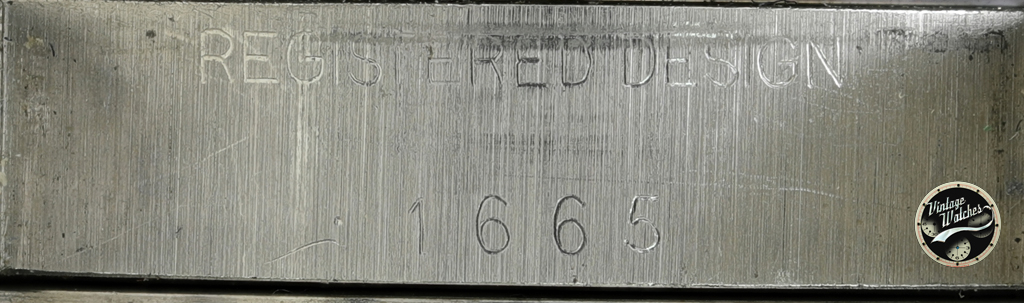 REGISTERED DESIGN
1665
Vintage
Watches